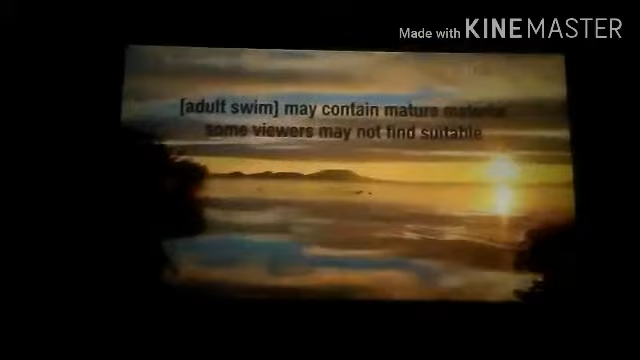 Made with KINEMASTER
[adult swim] may contain mature material
some viewers may not find suitable